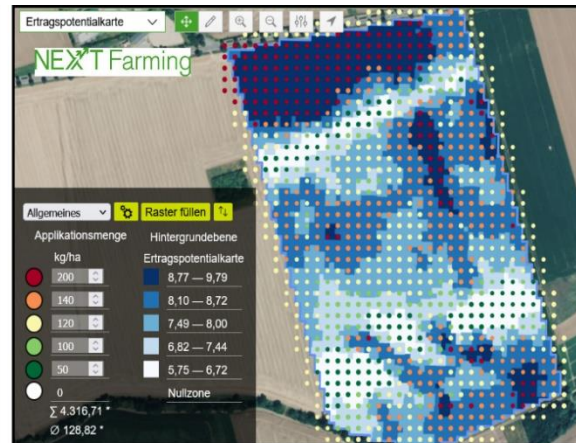 Ertragspotentialkarte
NEXT Farming
Allgemeines
Raster füllen
Applikationsmenge
Hintergrundebene
kg/ha
Ertragspotentialkarte
200
8,77 — 9,79
140
8,10 — 8,72
120
7,49 — 8,00
100
6,82 — 7,44
50
5,75 — 6,72
0
Nullzone
∑ 4.316,71 *
Ø 128,82 *